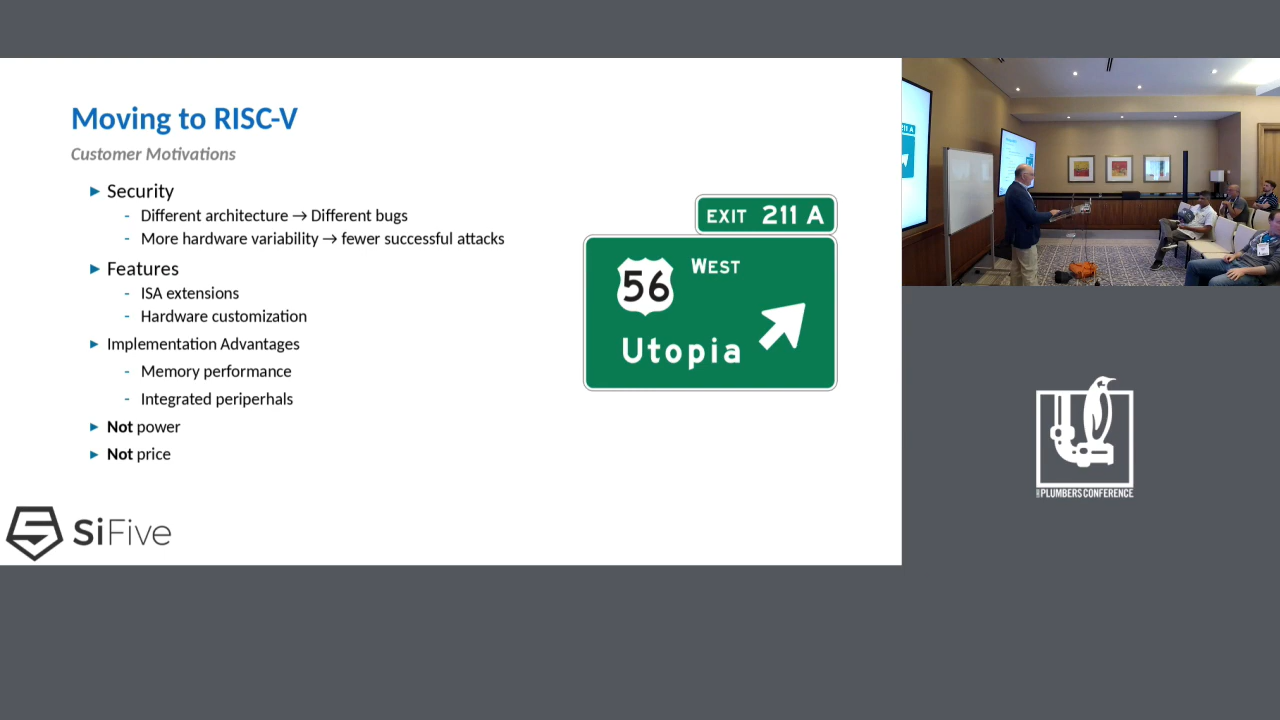 Moving to RISC-V
Customer Motivations
► Security
- Different architecture → Different bugs
- More hardware variability → fewer successful attacks
► Features
- ISA extensions
- Hardware customization
► Implementation Advantages
- Memory performance
- Integrated periperhals
► Not power
► Not price
EXIT 211 A
56 WEST
Utopia
SiFive
211 A
PLUMBERS CONFERENCE